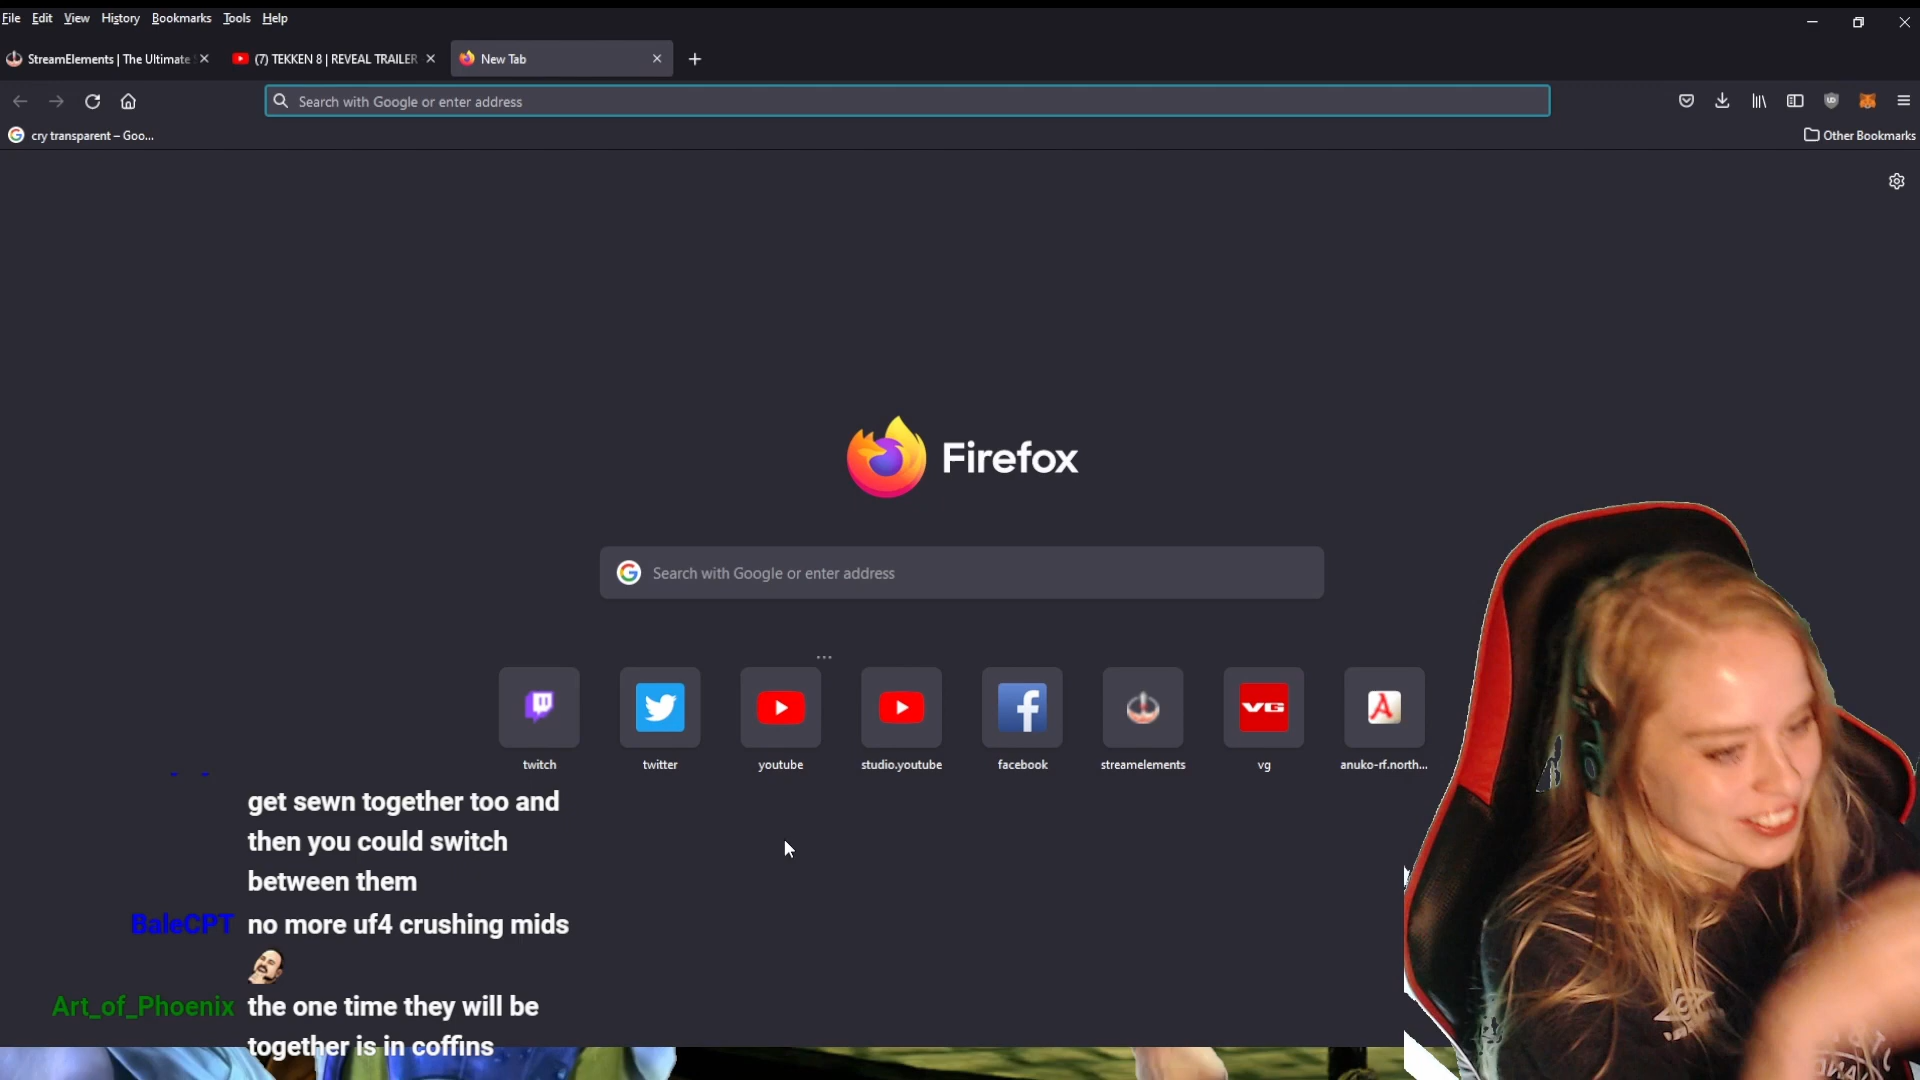 File Edit View History Bookmarks Tools Help
StreamElements | The Ultimate
(7) TEKKEN 8 | REVEAL TRAILER
New Tab
Search with Google or enter address
cry transparent – Goo...
Other Bookmarks
Firefox
Search with Google or enter address
VG
twitch
twitter
youtube
studio.youtube
facebook
streamelements
vg
anuko-rf.north...
get sewn together too and
then you could switch
between them
BaleCPT no more uf4 crushing mids
Art_of_Phoenix the one time they will be
together is in coffins